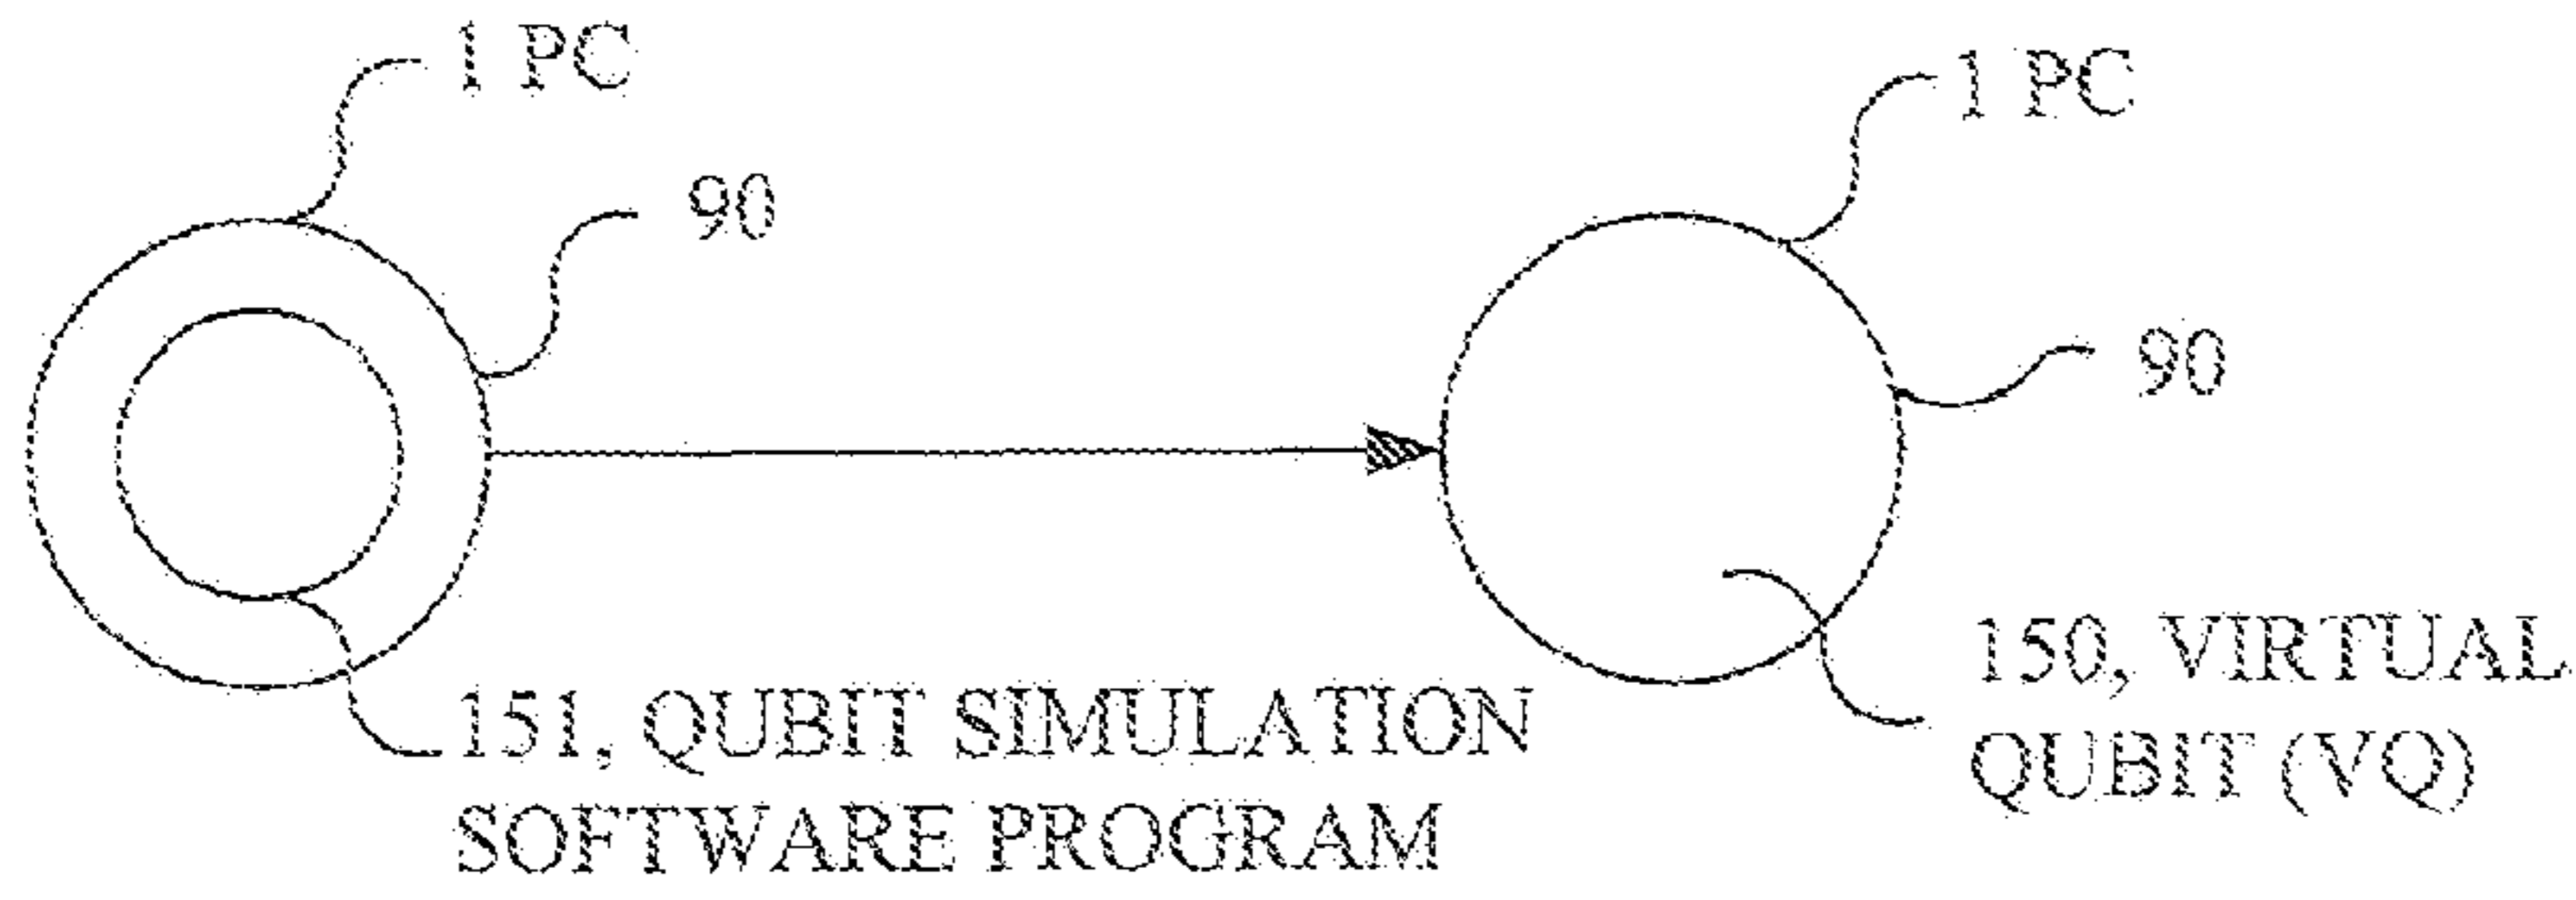 1 PC
1 PC
90
90
151, QUBIT SIMULATION
SOFTWARE PROGRAM
150, VIRTUAL
QUBIT (VQ)